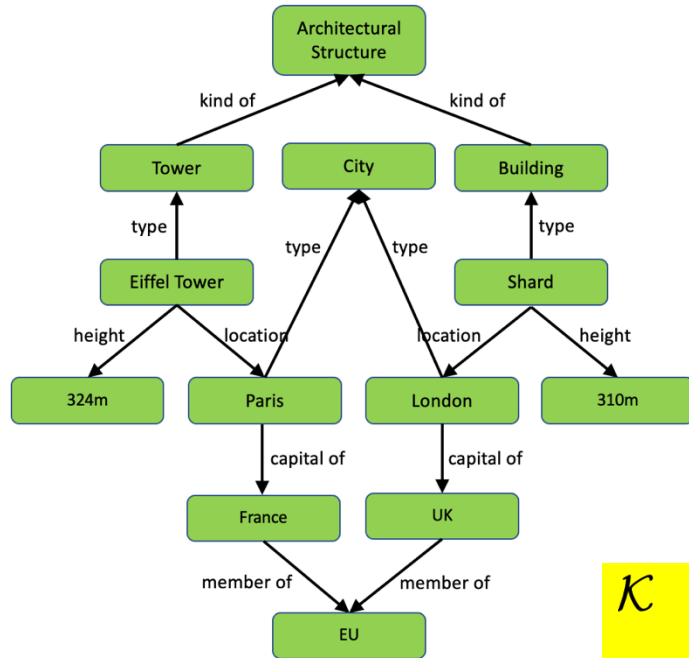 Architectural
Structure
kind of
kind of
Tower
City
Building
type
type
type
type
Eiffel Tower
Shard
height
location
location
height
324m
Paris
London
310m
capital of
capital of
France
UK
member of
member of
EU
K